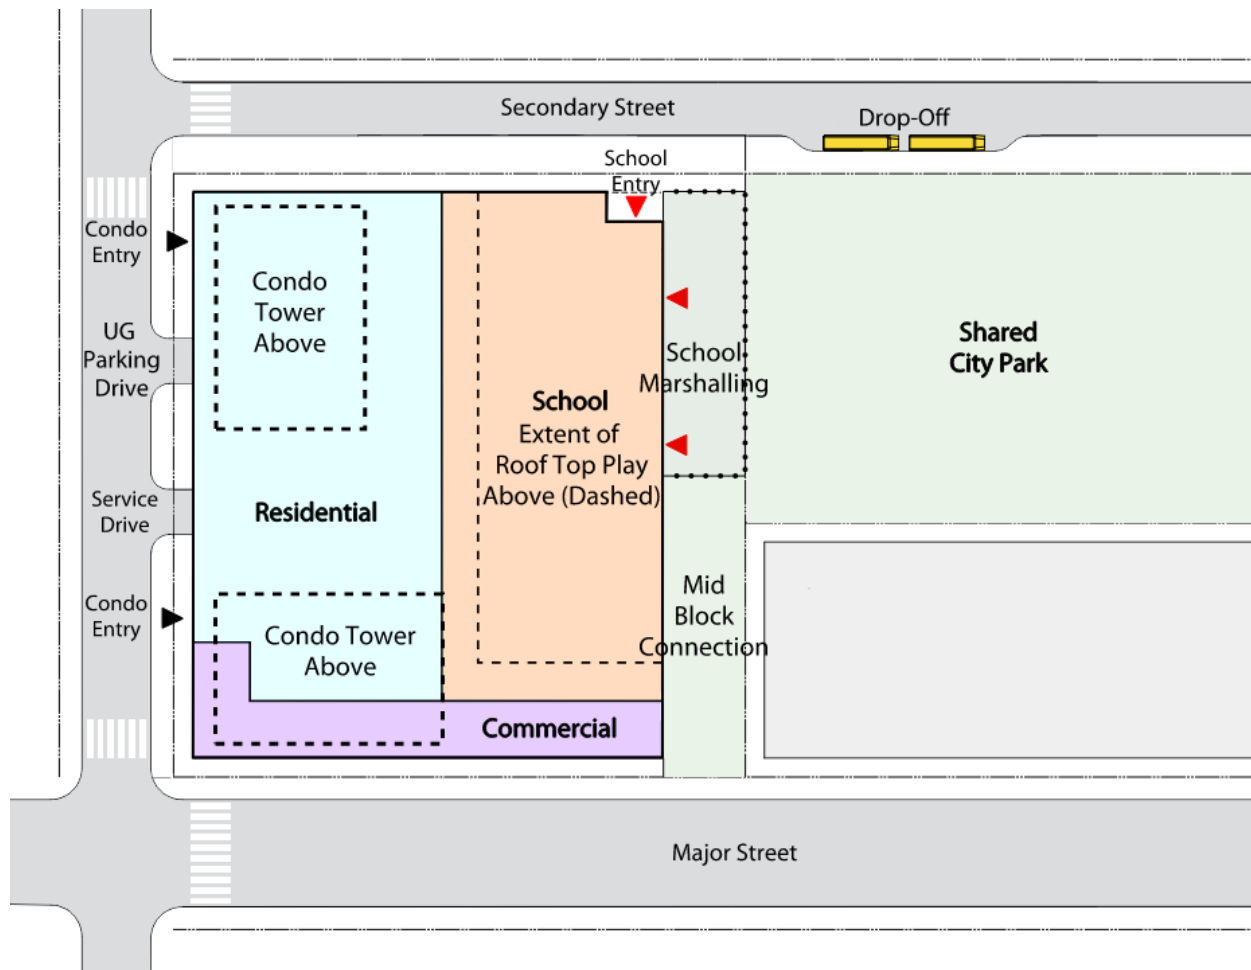 Secondary Street
Drop-Off
School
Entry
Condo
Entry
Condo
Tower
Above
UG
Parking
Drive
School
Marshalling
Shared
City Park
School
Extent of
Roof Top Play
Above (Dashed)
Service
Drive
Residential
Condo
Entry
Condo Tower
Above
Mid
Block
Connection
Commercial
Major Street